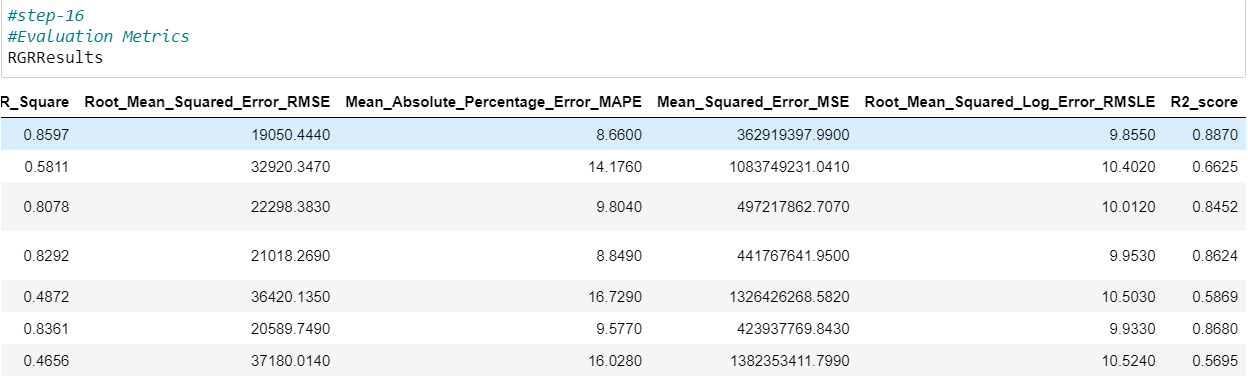 #step-16
#Evaluation Metrics
RGRResults
R_Square Root_Mean_Squared_Error_RMSE Mean_Absolute_Percentage_Error_MAPE Mean_Squared_Error_MSE Root_Mean_Squared_Log_Error_RMSLE R2_score
0.8597 19050.4440 8.6600 362919397.9900 9.8550 0.8870
0.5811 32920.3470 14.1760 1083749231.0410 10.4020 0.6625
0.8078 22298.3830 9.8040 497217862.7070 10.0120 0.8452
0.8292 21018.2690 8.8490 441767641.9500 9.9530 0.8624
0.4872 36420.1350 16.7290 1326426268.5820 10.5030 0.5869
0.8361 20589.7490 9.5770 423937769.8430 9.9330 0.8680
0.4656 37180.0140 16.0280 1382353411.7990 10.5240 0.5695